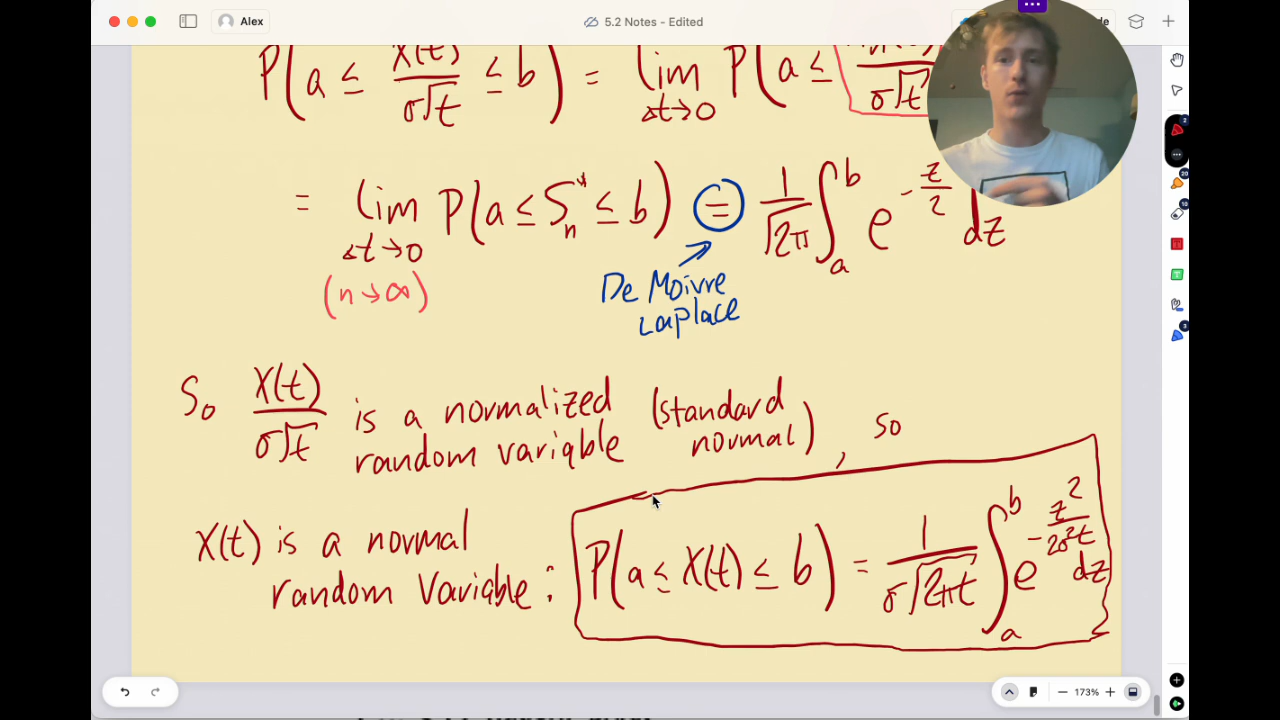 Alex
5.2 Notes - Edited
P(a ≤ X(t)/σ√t ≤ b) = lim Δt→0 P(a ≤ σ√t
= lim Δt→0 P(a ≤ S*n ≤ b) = 1/√2π ∫ₐᵇ e^(-z/2) dz
(n→∞)
De Moivre
Laplace
So X(t)/σ√t is a normalized (standard
random variable normal), so
X(t) is a normal
random variable: P(a ≤ X(t) ≤ b) = 1/σ√2πt ∫ₐᵇ e^(-z²/2σ²t) dz
173%